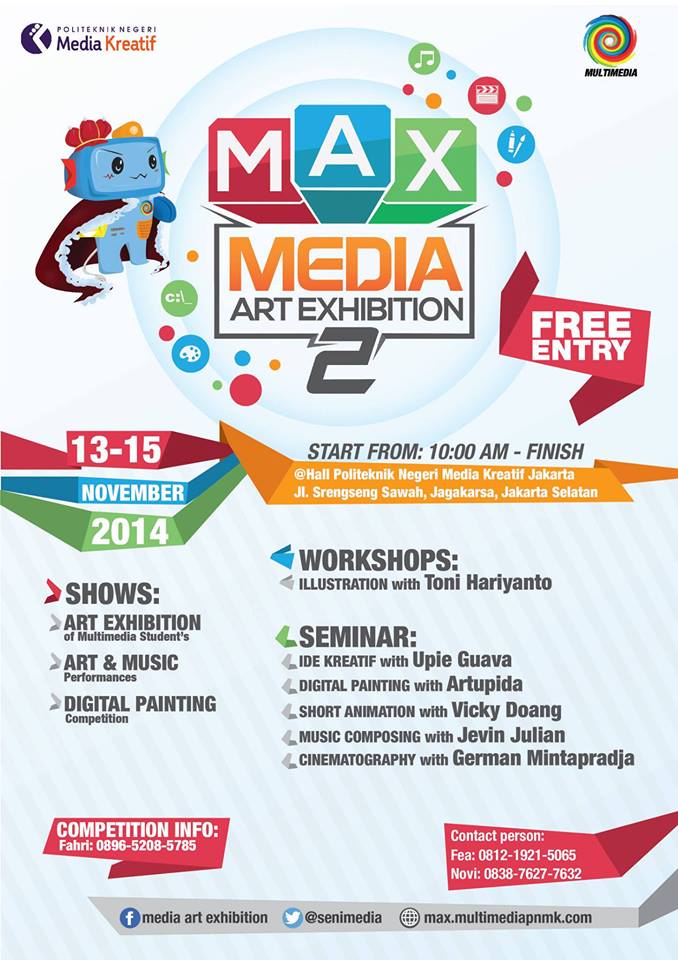 POLITEKNIK NEGERI
Media Kreatif
MULTIMEDIA
MAX
MEDIA
ART EXHIBITION
2
C:\_
FREE
ENTRY
13-15
NOVEMBER
2014
START FROM: 10:00 AM - FINISH
@Hall Politeknik Negeri Media Kreatif Jakarta
Jl. Srengseng Sawah, Jagakarsa, Jakarta Selatan
SHOWS:
ART EXHIBITION
of Multimedia Student's
ART & MUSIC
Performances
DIGITAL PAINTING
Competition
WORKSHOPS:
ILLUSTRATION with Toni Hariyanto
SEMINAR:
IDE KREATIF with Upie Guava
DIGITAL PAINTING with Artupida
SHORT ANIMATION with Vicky Doang
MUSIC COMPOSING with Jevin Julian
CINEMATOGRAPHY with German Mintapradja
COMPETITION INFO:
Fahri: 0896-5208-5785
Contact person:
Fea: 0812-1921-5065
Novi: 0838-7627-7632
media art exhibition
@senimedia
max.multimediapnmk.com